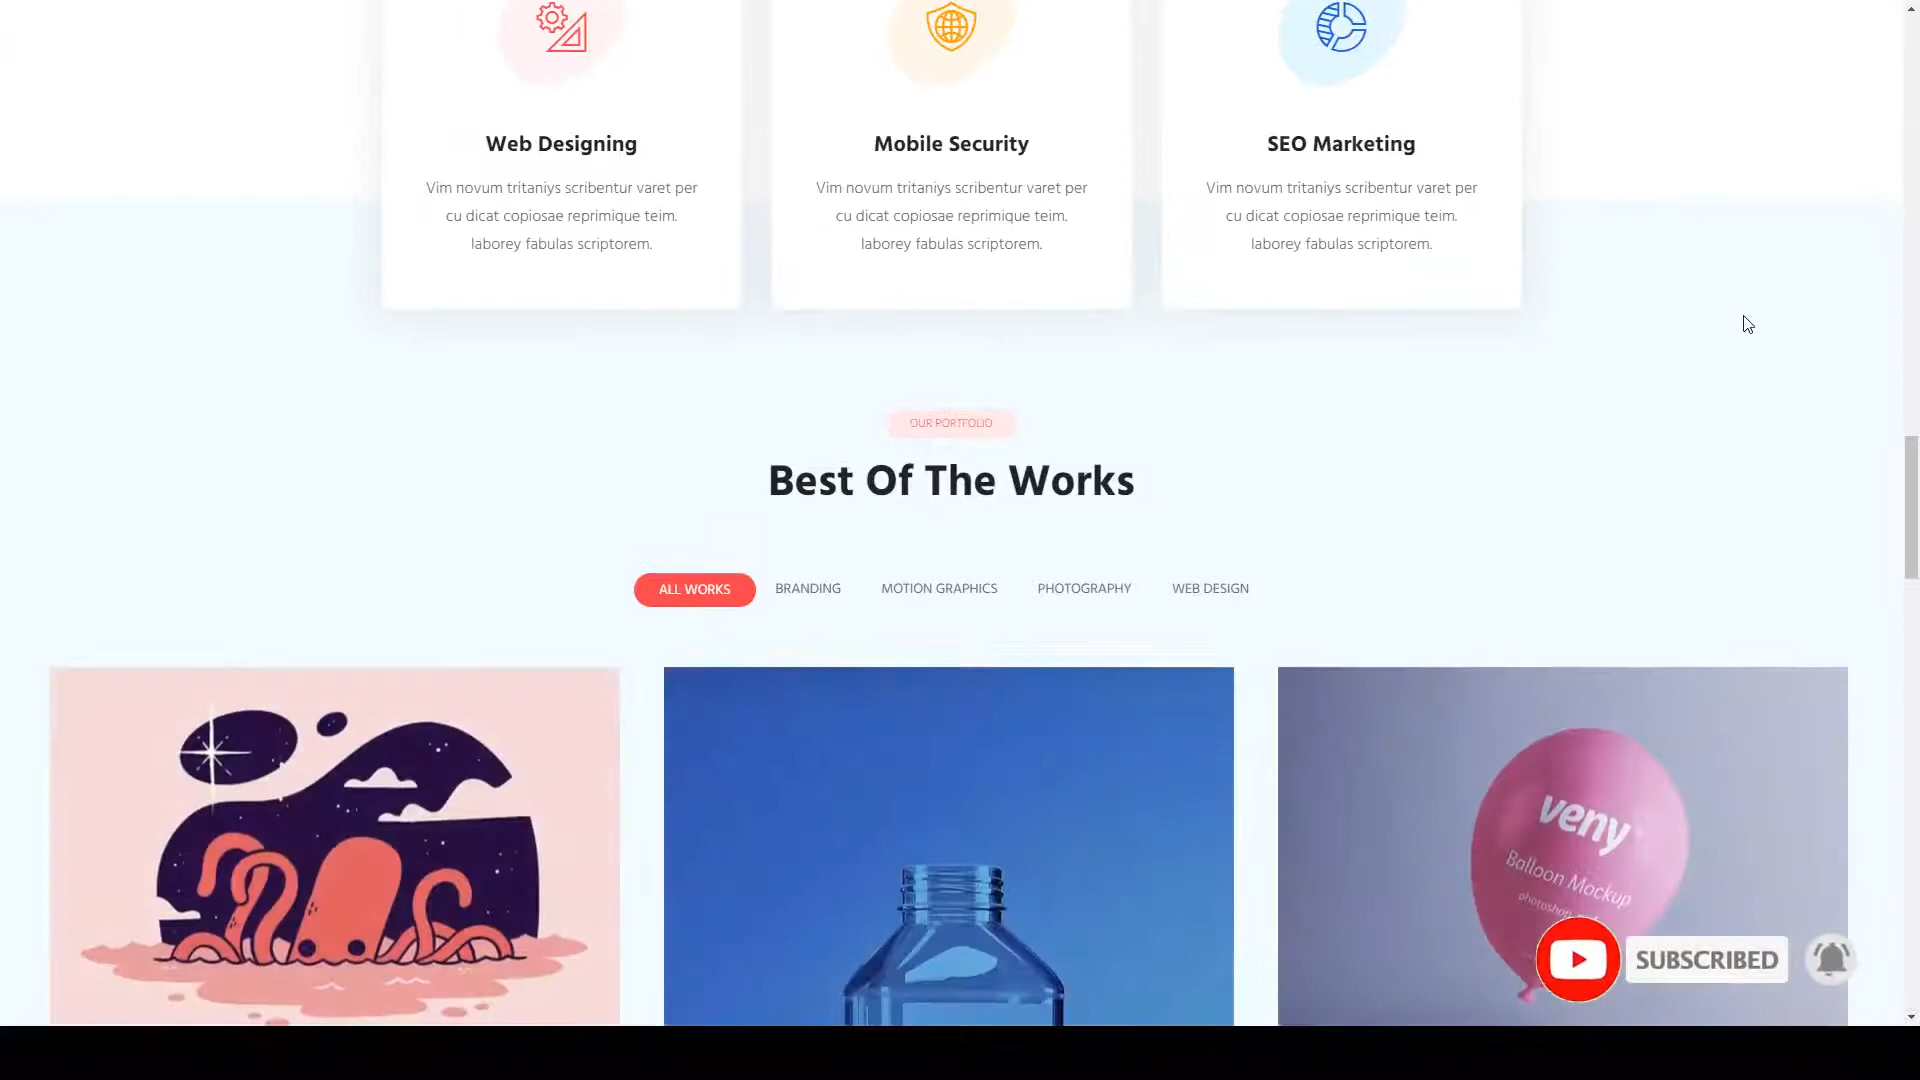 Web Designing
Vim novum tritaniys scribentur varet per
cu dicat copiosae reprimique teim.
laborey fabulas scriptorem.
Mobile Security
Vim novum tritaniys scribentur varet per
cu dicat copiosae reprimique teim.
laborey fabulas scriptorem.
SEO Marketing
Vim novum tritaniys scribentur varet per
cu dicat copiosae reprimique teim.
laborey fabulas scriptorem.
OUR PORTFOLIO
Best Of The Works
ALL WORKS
BRANDING
MOTION GRAPHICS
PHOTOGRAPHY
WEB DESIGN
veny
Balloon Mockup
photoshop
SUBSCRIBED